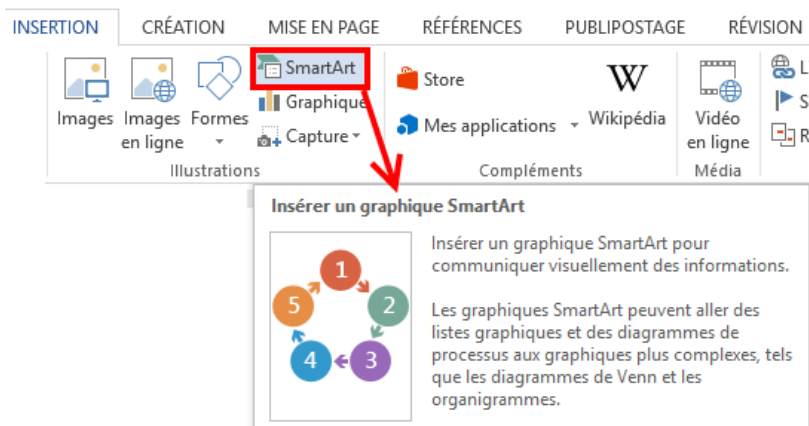 INSERTION CRÉATION MISE EN PAGE RÉFÉRENCES PUBLIPOSTAGE RÉVISION
Images
Images en ligne
Formes
SmartArt
Graphique
Capture
Illustrations
Store
Mes applications
W
Wikipédia
Compléments
Vidéo
en ligne
Média
L
S
R
Insérer un graphique SmartArt
1
2
3
4
5
Insérer un graphique SmartArt pour
communiquer visuellement des informations.
Les graphiques SmartArt peuvent aller des
listes graphiques et des diagrammes de
processus aux graphiques plus complexes, tels
que les diagrammes de Venn et les
organigrammes.